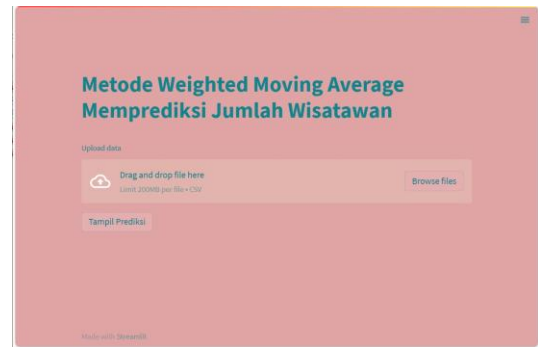 Metode Weighted Moving Average
Memprediksi Jumlah Wisatawan
Upload data
Drag and drop file here
Limit 200MB per file • CSV
Browse files
Tampil Prediksi
Made with Streamlit